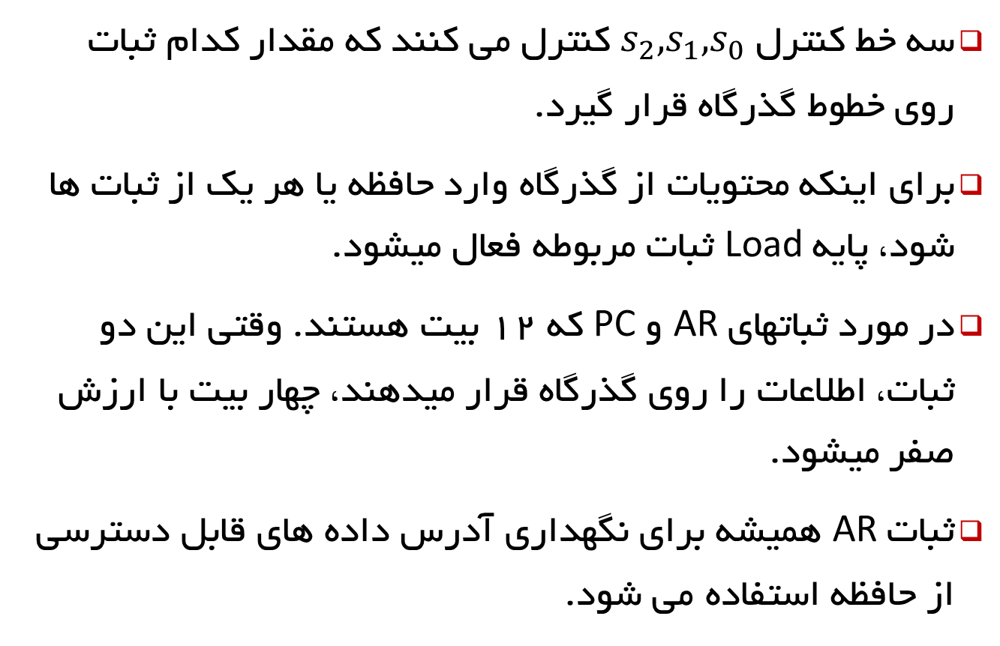 ❑سه خط کنترل s₂,s₁,s₀ کنترل می کنند که مقدار کدام ثبات
روی خطوط گذرگاه قرار گیرد.
❑برای اینکه محتویات از گذرگاه وارد حافظه یا هر یک از ثبات ها
شود، پایه Load ثبات مربوطه فعال میشود.
❑در مورد ثباتهای AR و PC که ۱۲ بیت هستند. وقتی این دو
ثبات، اطلاعات را روی گذرگاه قرار میدهند، چهار بیت با ارزش
صفر میشود.
❑ثبات AR همیشه برای نگهداری آدرس داده های قابل دسترسی
از حافظه استفاده می شود.